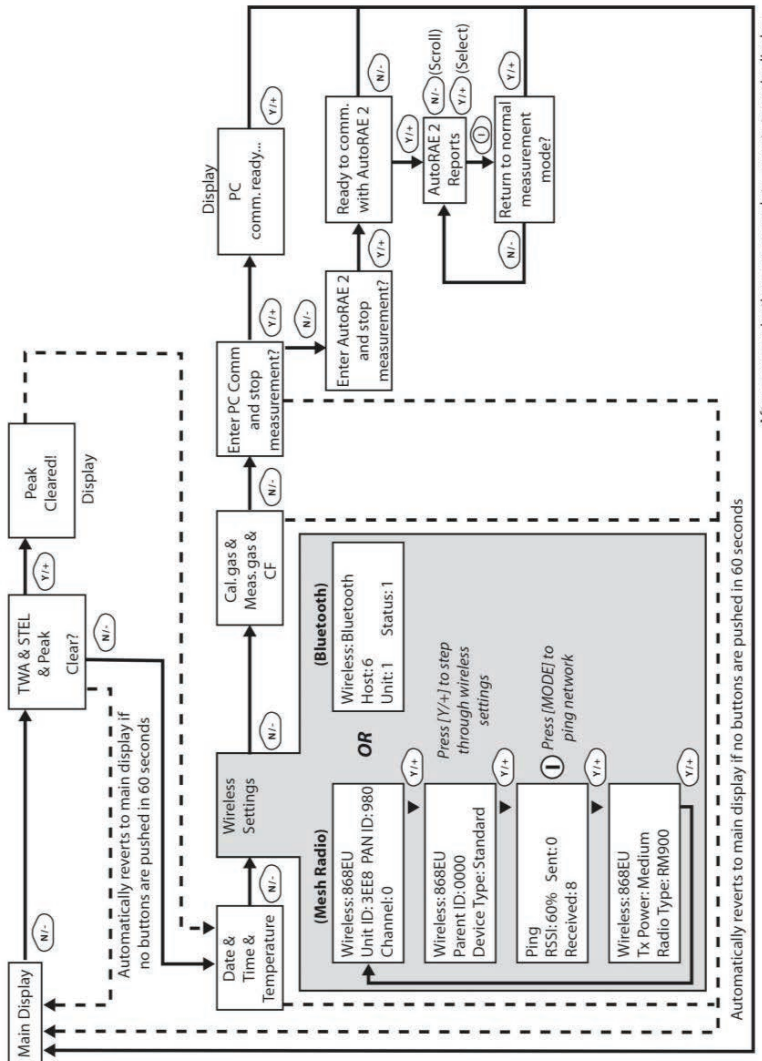 Main Display
N/-
TWA & STEL
& Peak
Clear?
Y/+
Peak
Cleared!
Display
N/-
Automatically reverts to main display if
no buttons are pushed in 60 seconds
Date &
Time &
Temperature
N/-
Wireless
Settings
N/-
Cal. gas &
Meas. gas &
CF
N/-
Enter PC Comm
and stop
measurement?
Y/+
Display
PC
comm. ready...
Y/+
N/-
Enter AutoRAE 2
and stop
measurement?
Y/+
Ready to comm.
with AutoRAE 2
N/-
Y/+
AutoRAE 2
Reports
N/- (Scroll)
Y/+ (Select)
Return to normal
measurement
mode?
N/-
Y/+
(Mesh Radio)
Wireless: 868EU
Unit ID: 3EE8 PAN ID: 980
Channel: 0
Y/+
Wireless: 868EU
Parent ID: 0000
Device Type: Standard
Y/+
Ping
RSSI: 60% Sent: 0
Received: 8
Y/+
Wireless: 868EU
Tx Power: Medium
Radio Type: RM900
Y/+
OR
(Bluetooth)
Wireless: Bluetooth
Host: 6
Unit: 1 Status: 1
Press [Y/+] to step
through wireless
settings
Press [MODE] to
ping network
Automatically reverts to main display if no buttons are pushed in 60 seconds